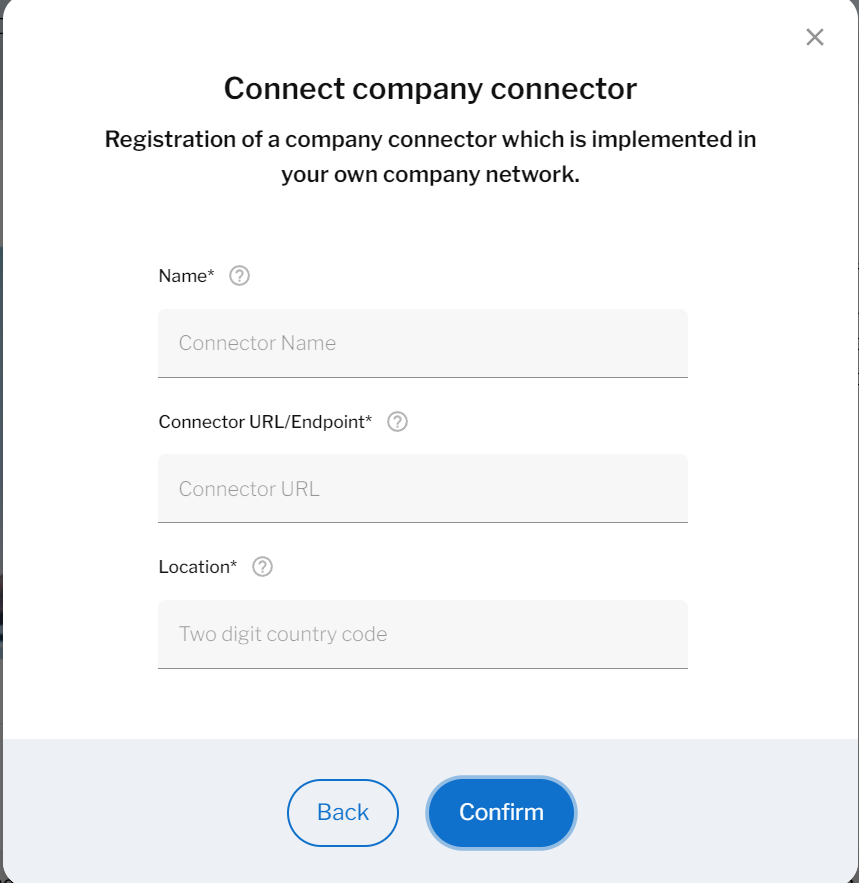 Connect company connector
Registration of a company connector which is implemented in
your own company network.
Name*
Connector Name
Connector URL/Endpoint*
Connector URL
Location*
Two digit country code
Back
Confirm